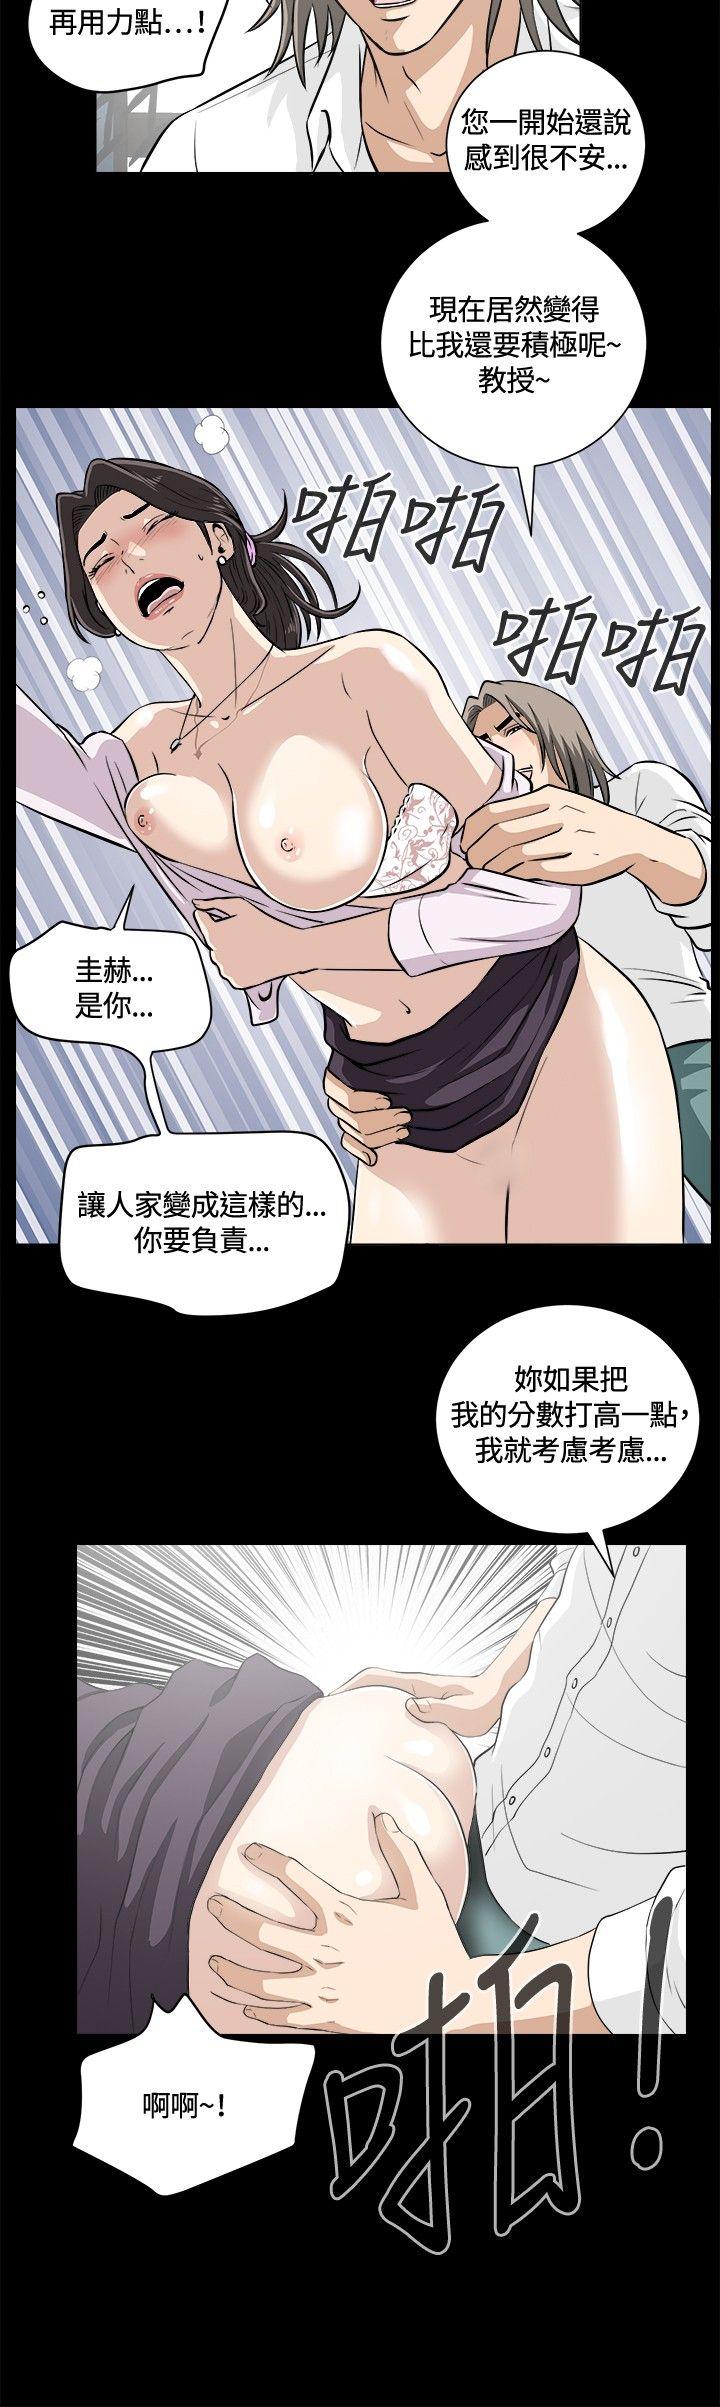 再用力點...!
您一開始還說
感到很不安...
現在居然變得
比我還要積極呢~
教授~
啪啪
啪啪
圭赫...
是你...
讓人家變成這樣的...
你要負責...
妳如果把
我的分數打高一點,
我就考慮考慮...
啪!
啊啊~!